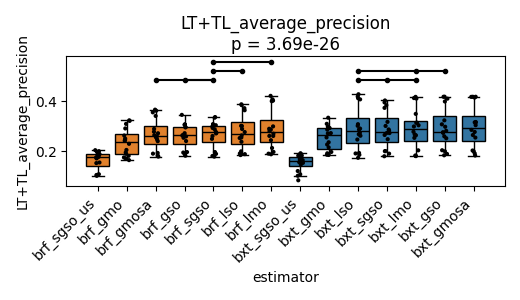 LT+TL_average_precision
p = 3.69e-26
LT+TL_average_precision
0.4
0.2
brf_sgso_us
brf_gmo
brf_gmosa
brf_gso
brf_sgso
brf_lso
brf_lmo
bxt_sgso_us
bxt_gmo
bxt_lso
bxt_sgso
bxt_lmo
bxt_gso
bxt_gmosa
estimator